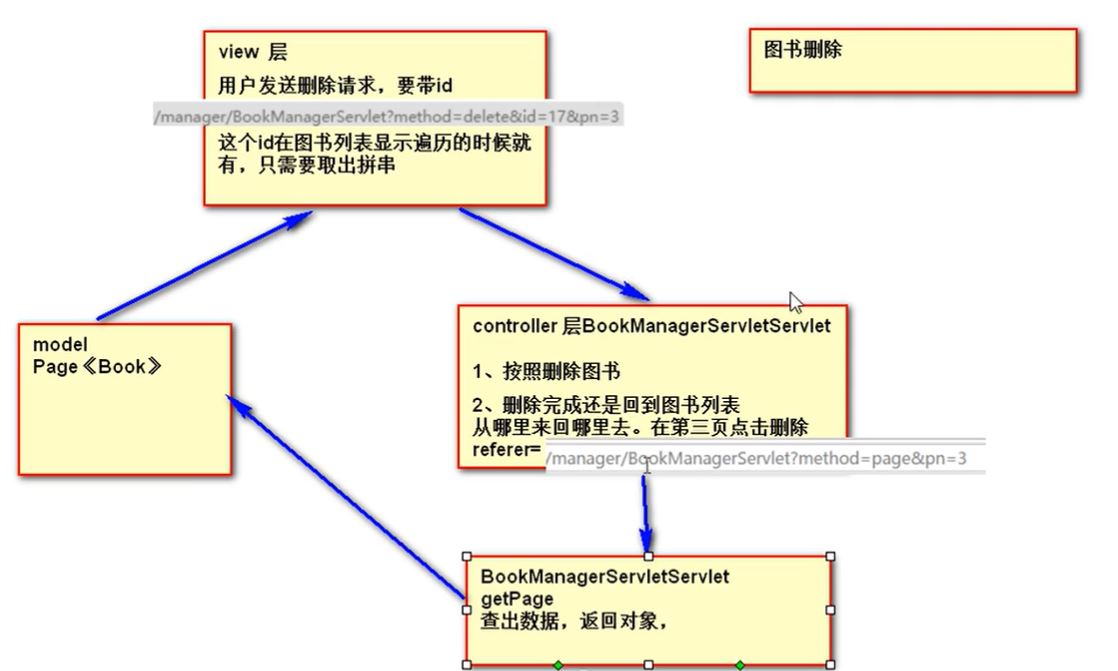 view 层
用户发送删除请求，要带id
/manager/BookManagerServlet?method=delete&id=17&pn=3
这个id在图书列表显示遍历的时候就
有，只需要取出拼串
图书删除
model
Page《Book》
controller 层BookManagerServletServlet
1、按照删除图书
2、删除完成还是回到图书列表
从哪里来回哪里去。在第三页点击删除
referer= /manager/BookManagerServlet?method=page&pn=3
BookManagerServletServlet
getPage
查出数据，返回对象，